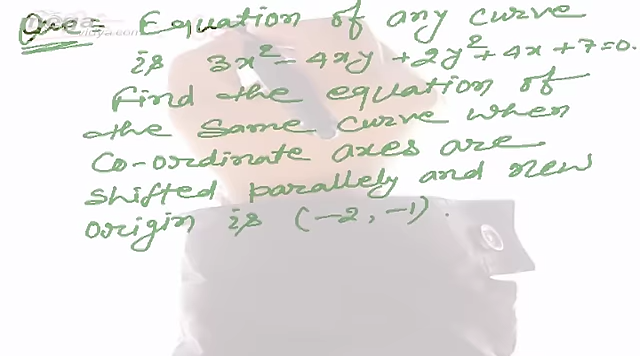 Que= Equation of any curve
is 3x² - 4xy + 2y² + 4x + 7 = 0.
Find the equation of
the same curve when
Co-ordinate axes are
shifted parallely and new
origin is (-2, -1).